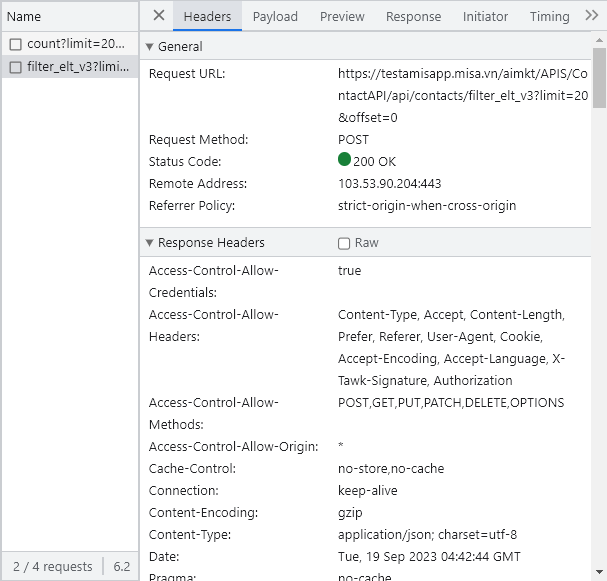 Name
Headers Payload Preview Response Initiator Timing
count?limit=20...
filter_elt_v3?limi...
General
Request URL: https://testamisapp.misa.vn/aimkt/APIS/Co
ntactAPI/api/contacts/filter_elt_v3?limit=20
&offset=0
Request Method: POST
Status Code: 200 OK
Remote Address: 103.53.90.204:443
Referrer Policy: strict-origin-when-cross-origin
Response Headers Raw
Access-Control-Allow- true
Credentials:
Access-Control-Allow- Content-Type, Accept, Content-Length,
Headers: Prefer, Referer, User-Agent, Cookie,
Accept-Encoding, Accept-Language, X-
Tawk-Signature, Authorization
Access-Control-Allow- POST,GET,PUT,PATCH,DELETE,OPTIONS
Methods:
Access-Control-Allow-Origin: *
Cache-Control: no-store,no-cache
Connection: keep-alive
Content-Encoding: gzip
Content-Type: application/json; charset=utf-8
Date: Tue, 19 Sep 2023 04:42:44 GMT
Pragma: no-cache
2 / 4 requests 6.2